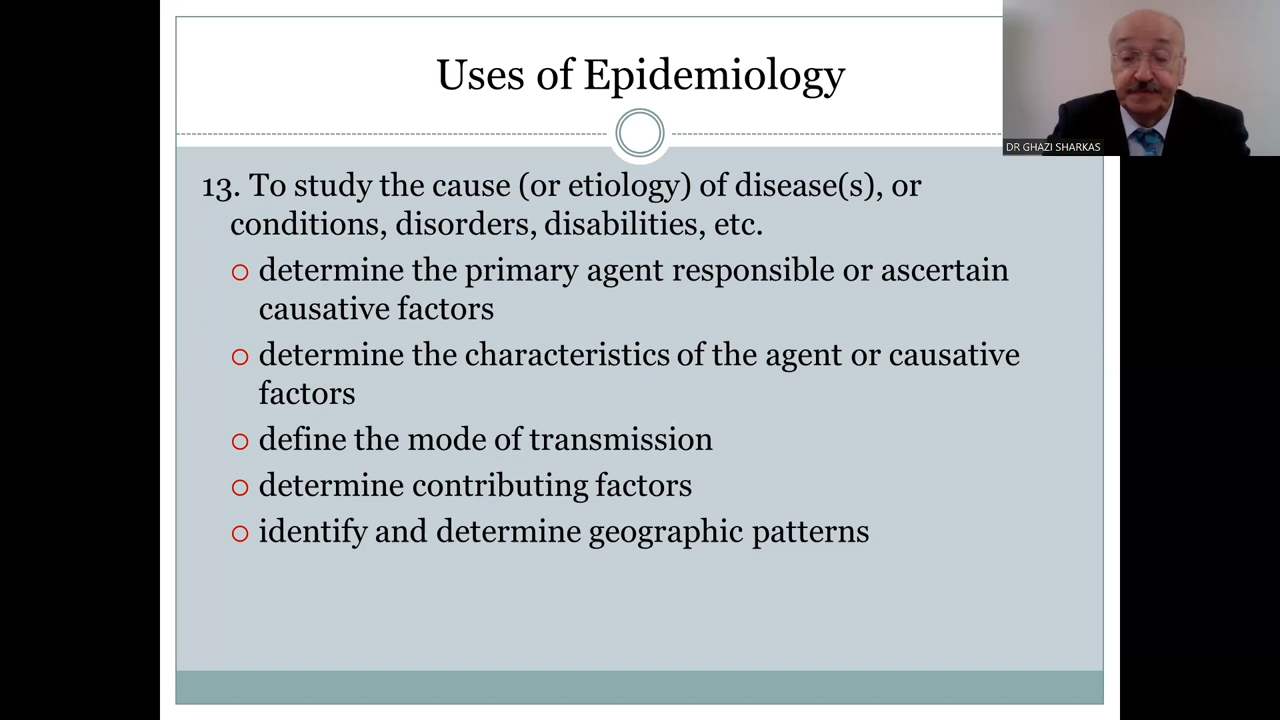 Uses of Epidemiology
DR GHAZI SHARKAS
13. To study the cause (or etiology) of disease(s), or
conditions, disorders, disabilities, etc.
determine the primary agent responsible or ascertain
causative factors
determine the characteristics of the agent or causative
factors
define the mode of transmission
determine contributing factors
identify and determine geographic patterns